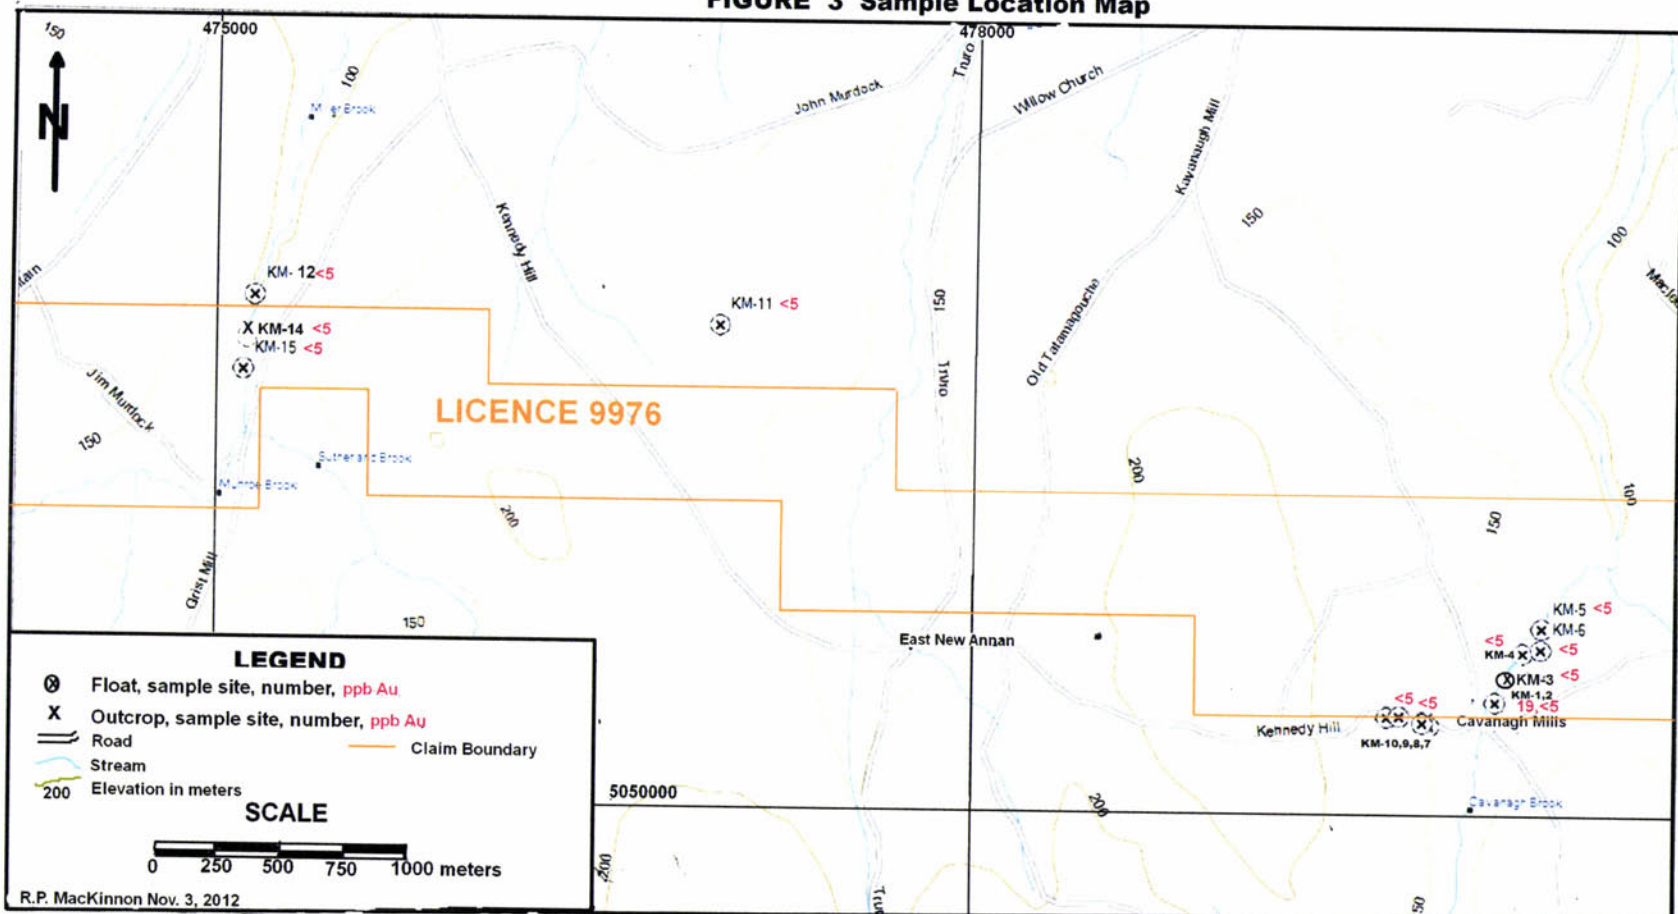 FIGURE 3 Sample Location Map
475000
478000
150
100
N
John Murdock
Truro
Willow Church
Kavanaugh Mill
150
100
Kennedy Hill
KM- 12<5
KM-11 <5
KM-14 <5
KM-15 <5
150
Truro
Old Tatamagouche
Jim Murdock
150
LICENCE 9976
Sutherland Brook
Munroe Brook
200
200
150
100
Grist Mill
150
East New Annan
KM-5 <5
KM-6
<5
KM-4
<5
KM-3 <5
KM-1,2
19,<5
<5 <5
Kennedy Hill
Cavanagh Mills
KM-10,9,8,7
200
Cavanagh Brook
5050000
200
50
LEGEND
Float, sample site, number, ppb Au
X Outcrop, sample site, number, ppb Au
Road
Claim Boundary
Stream
200 Elevation in meters
SCALE
0 250 500 750 1000 meters
R.P. MacKinnon Nov. 3, 2012